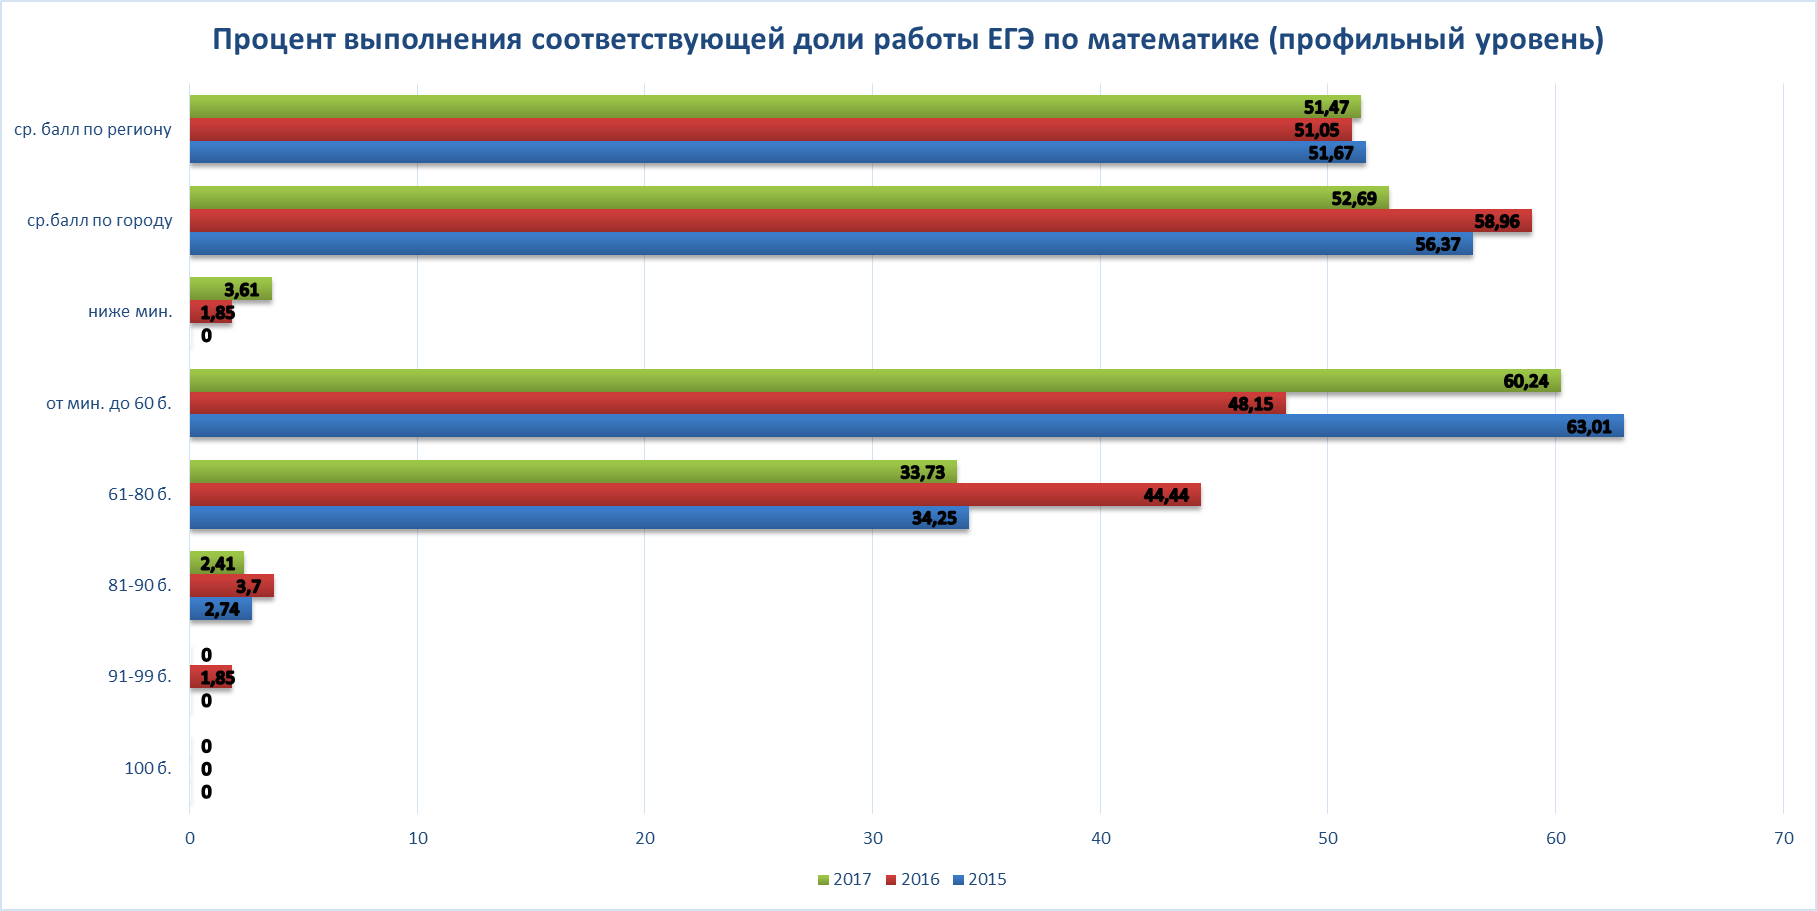 Процент выполнения соответствующей доли работы ЕГЭ по математике (профильный уровень)
ср. балл по региону
51,47
51,05
51,67
ср.балл по городу
52,69
58,96
56,37
ниже мин.
3,61
1,85
0
от мин. до 60 б.
60,24
48,15
63,01
61-80 б.
33,73
44,44
34,25
81-90 б.
2,41
3,7
2,74
91-99 б.
0
1,85
0
100 б.
0
0
0
0 10 20 30 40 50 60 70
2017 2016 2015